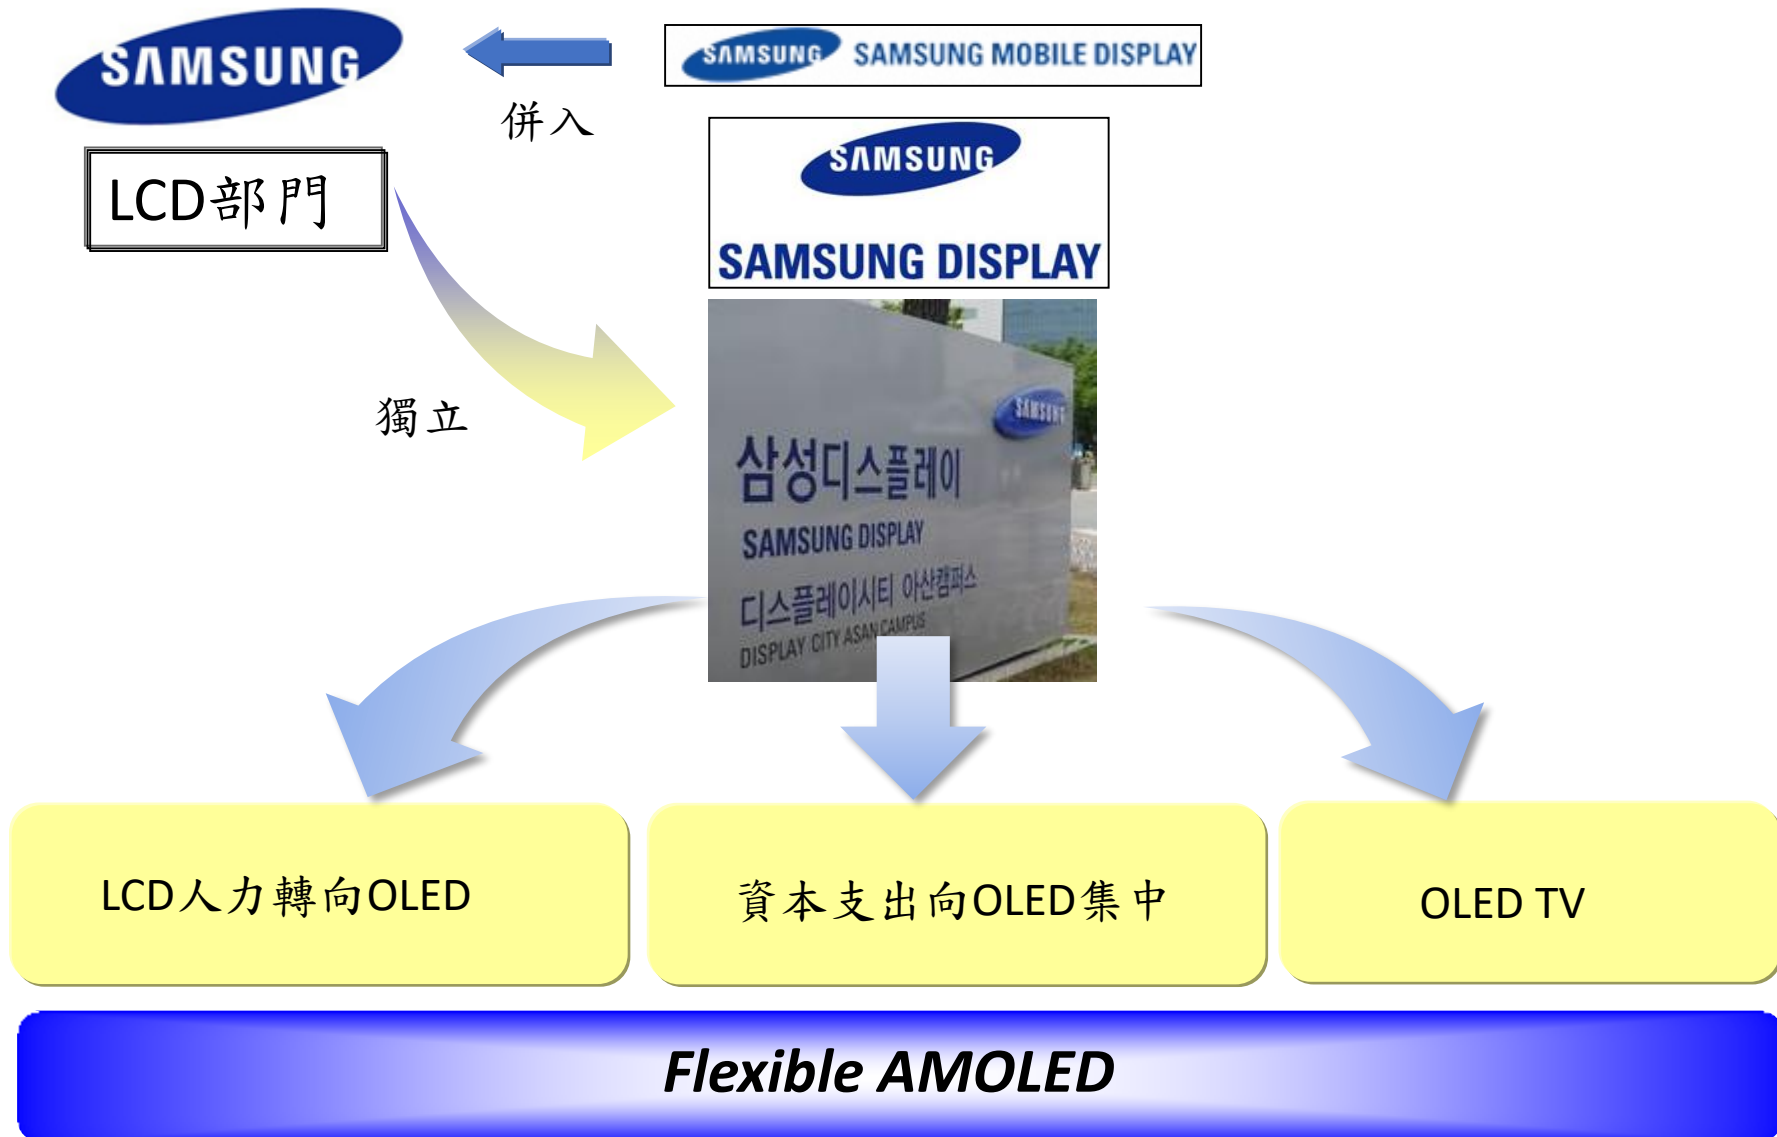 SAMSUNG
SAMSUNG SAMSUNG MOBILE DISPLAY
併入
LCD部門
SAMSUNG
SAMSUNG DISPLAY
獨立
SAMSUNG
삼성디스플레이
SAMSUNG DISPLAY
디스플레이시티 아산캠퍼스
DISPLAY CITY ASAN CAMPUS
LCD人力轉向OLED
資本支出向OLED集中
OLED TV
Flexible AMOLED